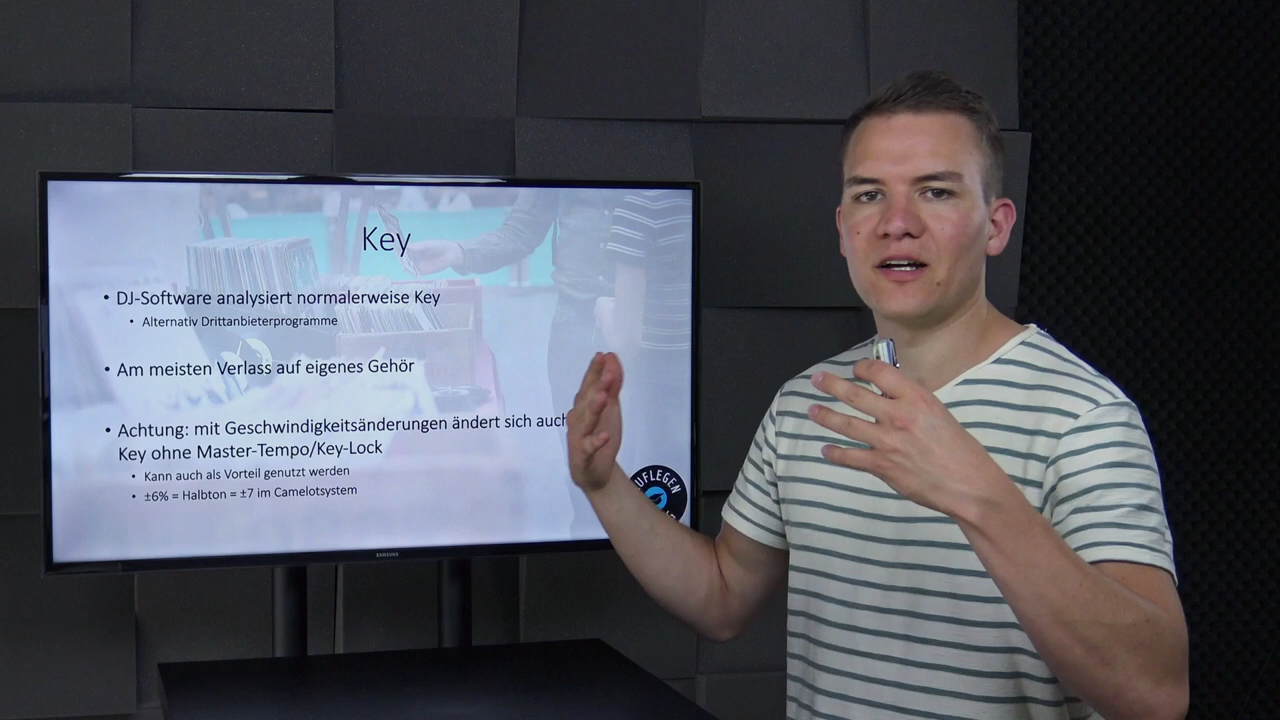 Key
• DJ-Software analysiert normalerweise Key
• Alternativ Drittanbieterprogramme
• Am meisten Verlass auf eigenes Gehör
• Achtung: mit Geschwindigkeitsänderungen ändert sich auch
Key ohne Master-Tempo/Key-Lock
• Kann auch als Vorteil genutzt werden
• ±6% = Halbton = ±7 im Camelotsystem
UFLEGEN
SAMSUNG